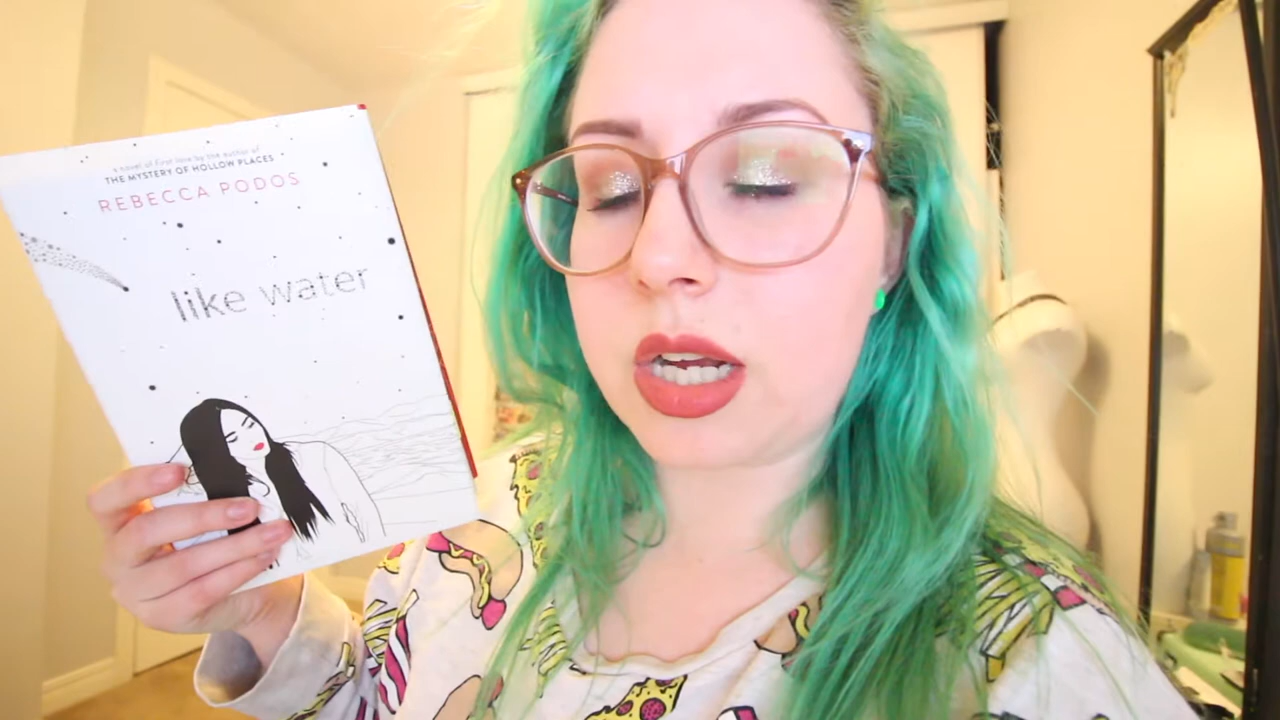 a novel of first love by the author of
THE MYSTERY OF HOLLOW PLACES
REBECCA PODOS
like water